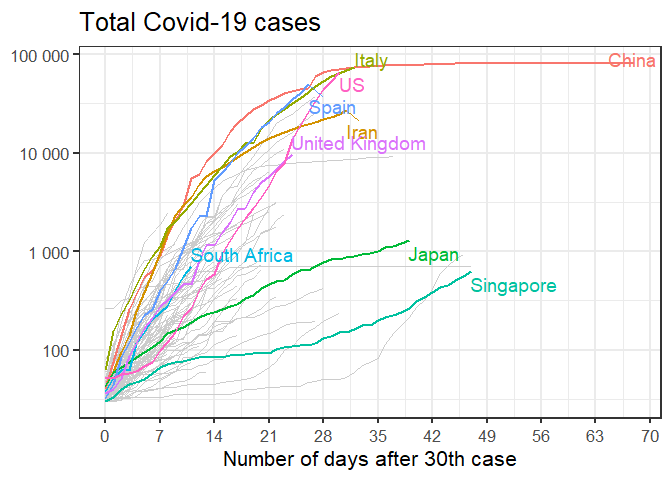 Total Covid-19 cases
100 000
10 000
1 000
100
Italy
China
US
Spain
Iran
United Kingdom
South Africa
Japan
Singapore
0 7 14 21 28 35 42 49 56 63 70
Number of days after 30th case